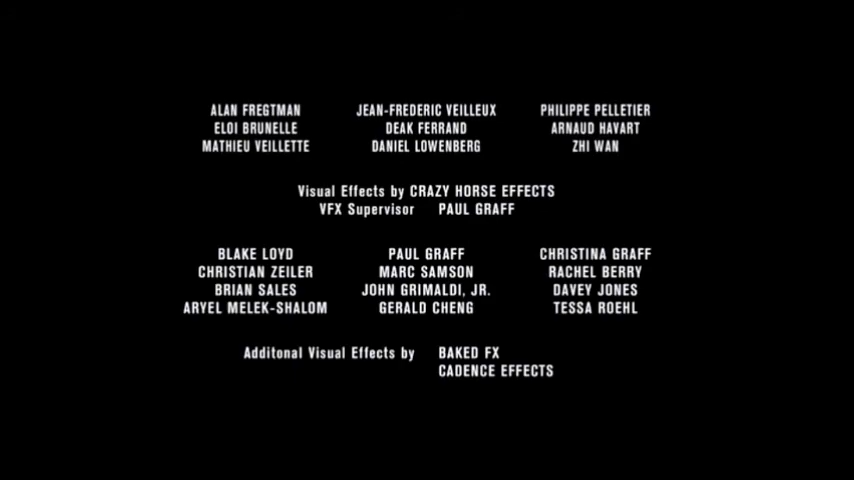 ALAN FREGTMAN JEAN-FREDERIC VEILLEUX PHILIPPE PELLETIER
ELOI BRUNELLE DEAK FERRAND ARNAUD HAVART
MATHIEU VEILLETTE DANIEL LOWENBERG ZHI WAN
Visual Effects by CRAZY HORSE EFFECTS
VFX Supervisor PAUL GRAFF
BLAKE LOYD PAUL GRAFF CHRISTINA GRAFF
CHRISTIAN ZEILER MARC SAMSON RACHEL BERRY
BRIAN SALES JOHN GRIMALDI, JR. DAVEY JONES
ARYEL MELEK-SHALOM GERALD CHENG TESSA ROEHL
Additonal Visual Effects by BAKED FX
CADENCE EFFECTS